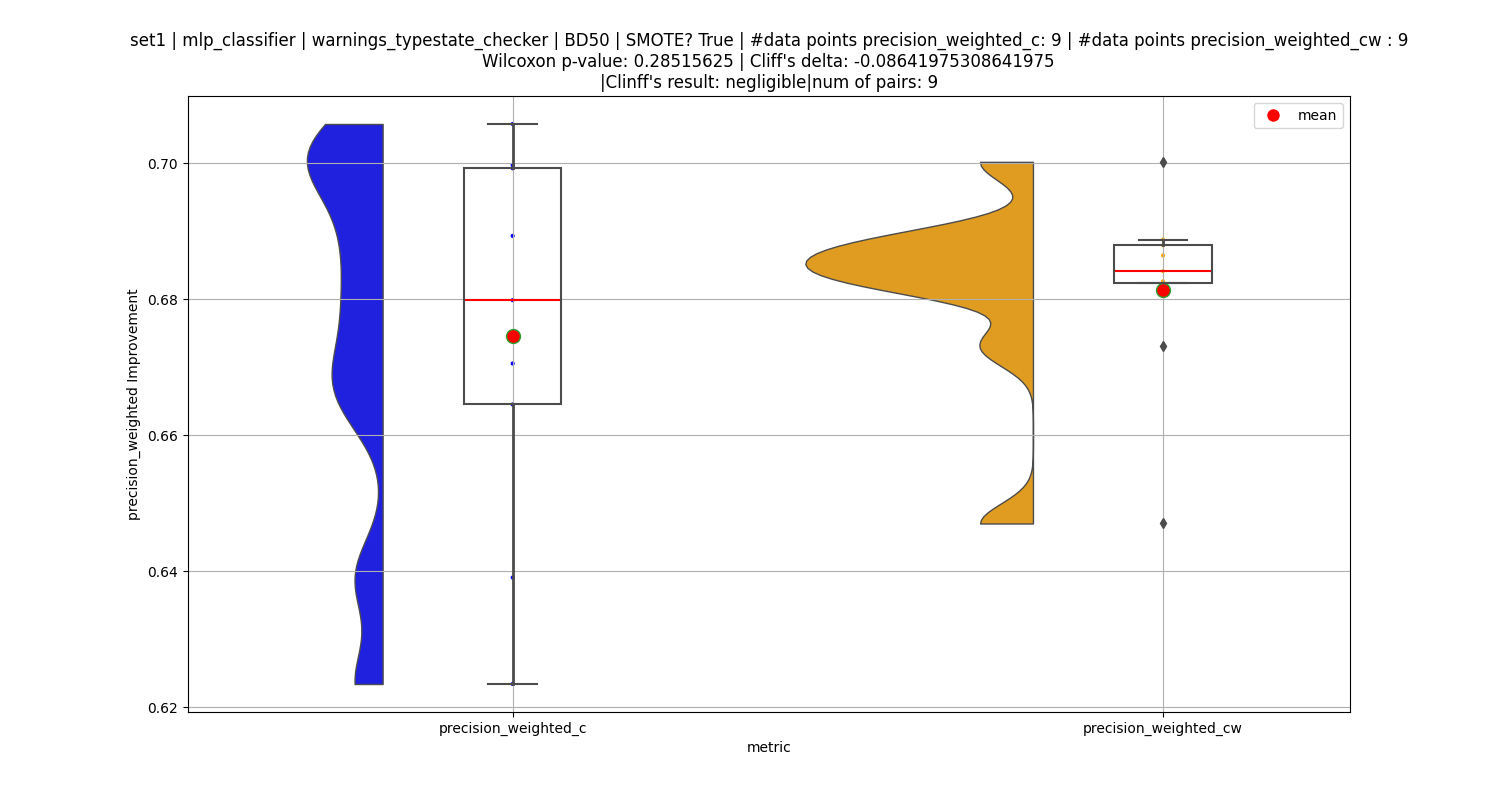 set1 | mlp_classifier | warnings_typestate_checker | BD50 | SMOTE? True | #data points precision_weighted_c: 9 | #data points precision_weighted_cw : 9
Wilcoxon p-value: 0.28515625 | Cliff's delta: -0.08641975308641975
|Clinff's result: negligible|num of pairs: 9
mean
0.70
0.68
0.66
0.64
0.62
precision_weighted Improvement
precision_weighted_c
precision_weighted_cw
metric